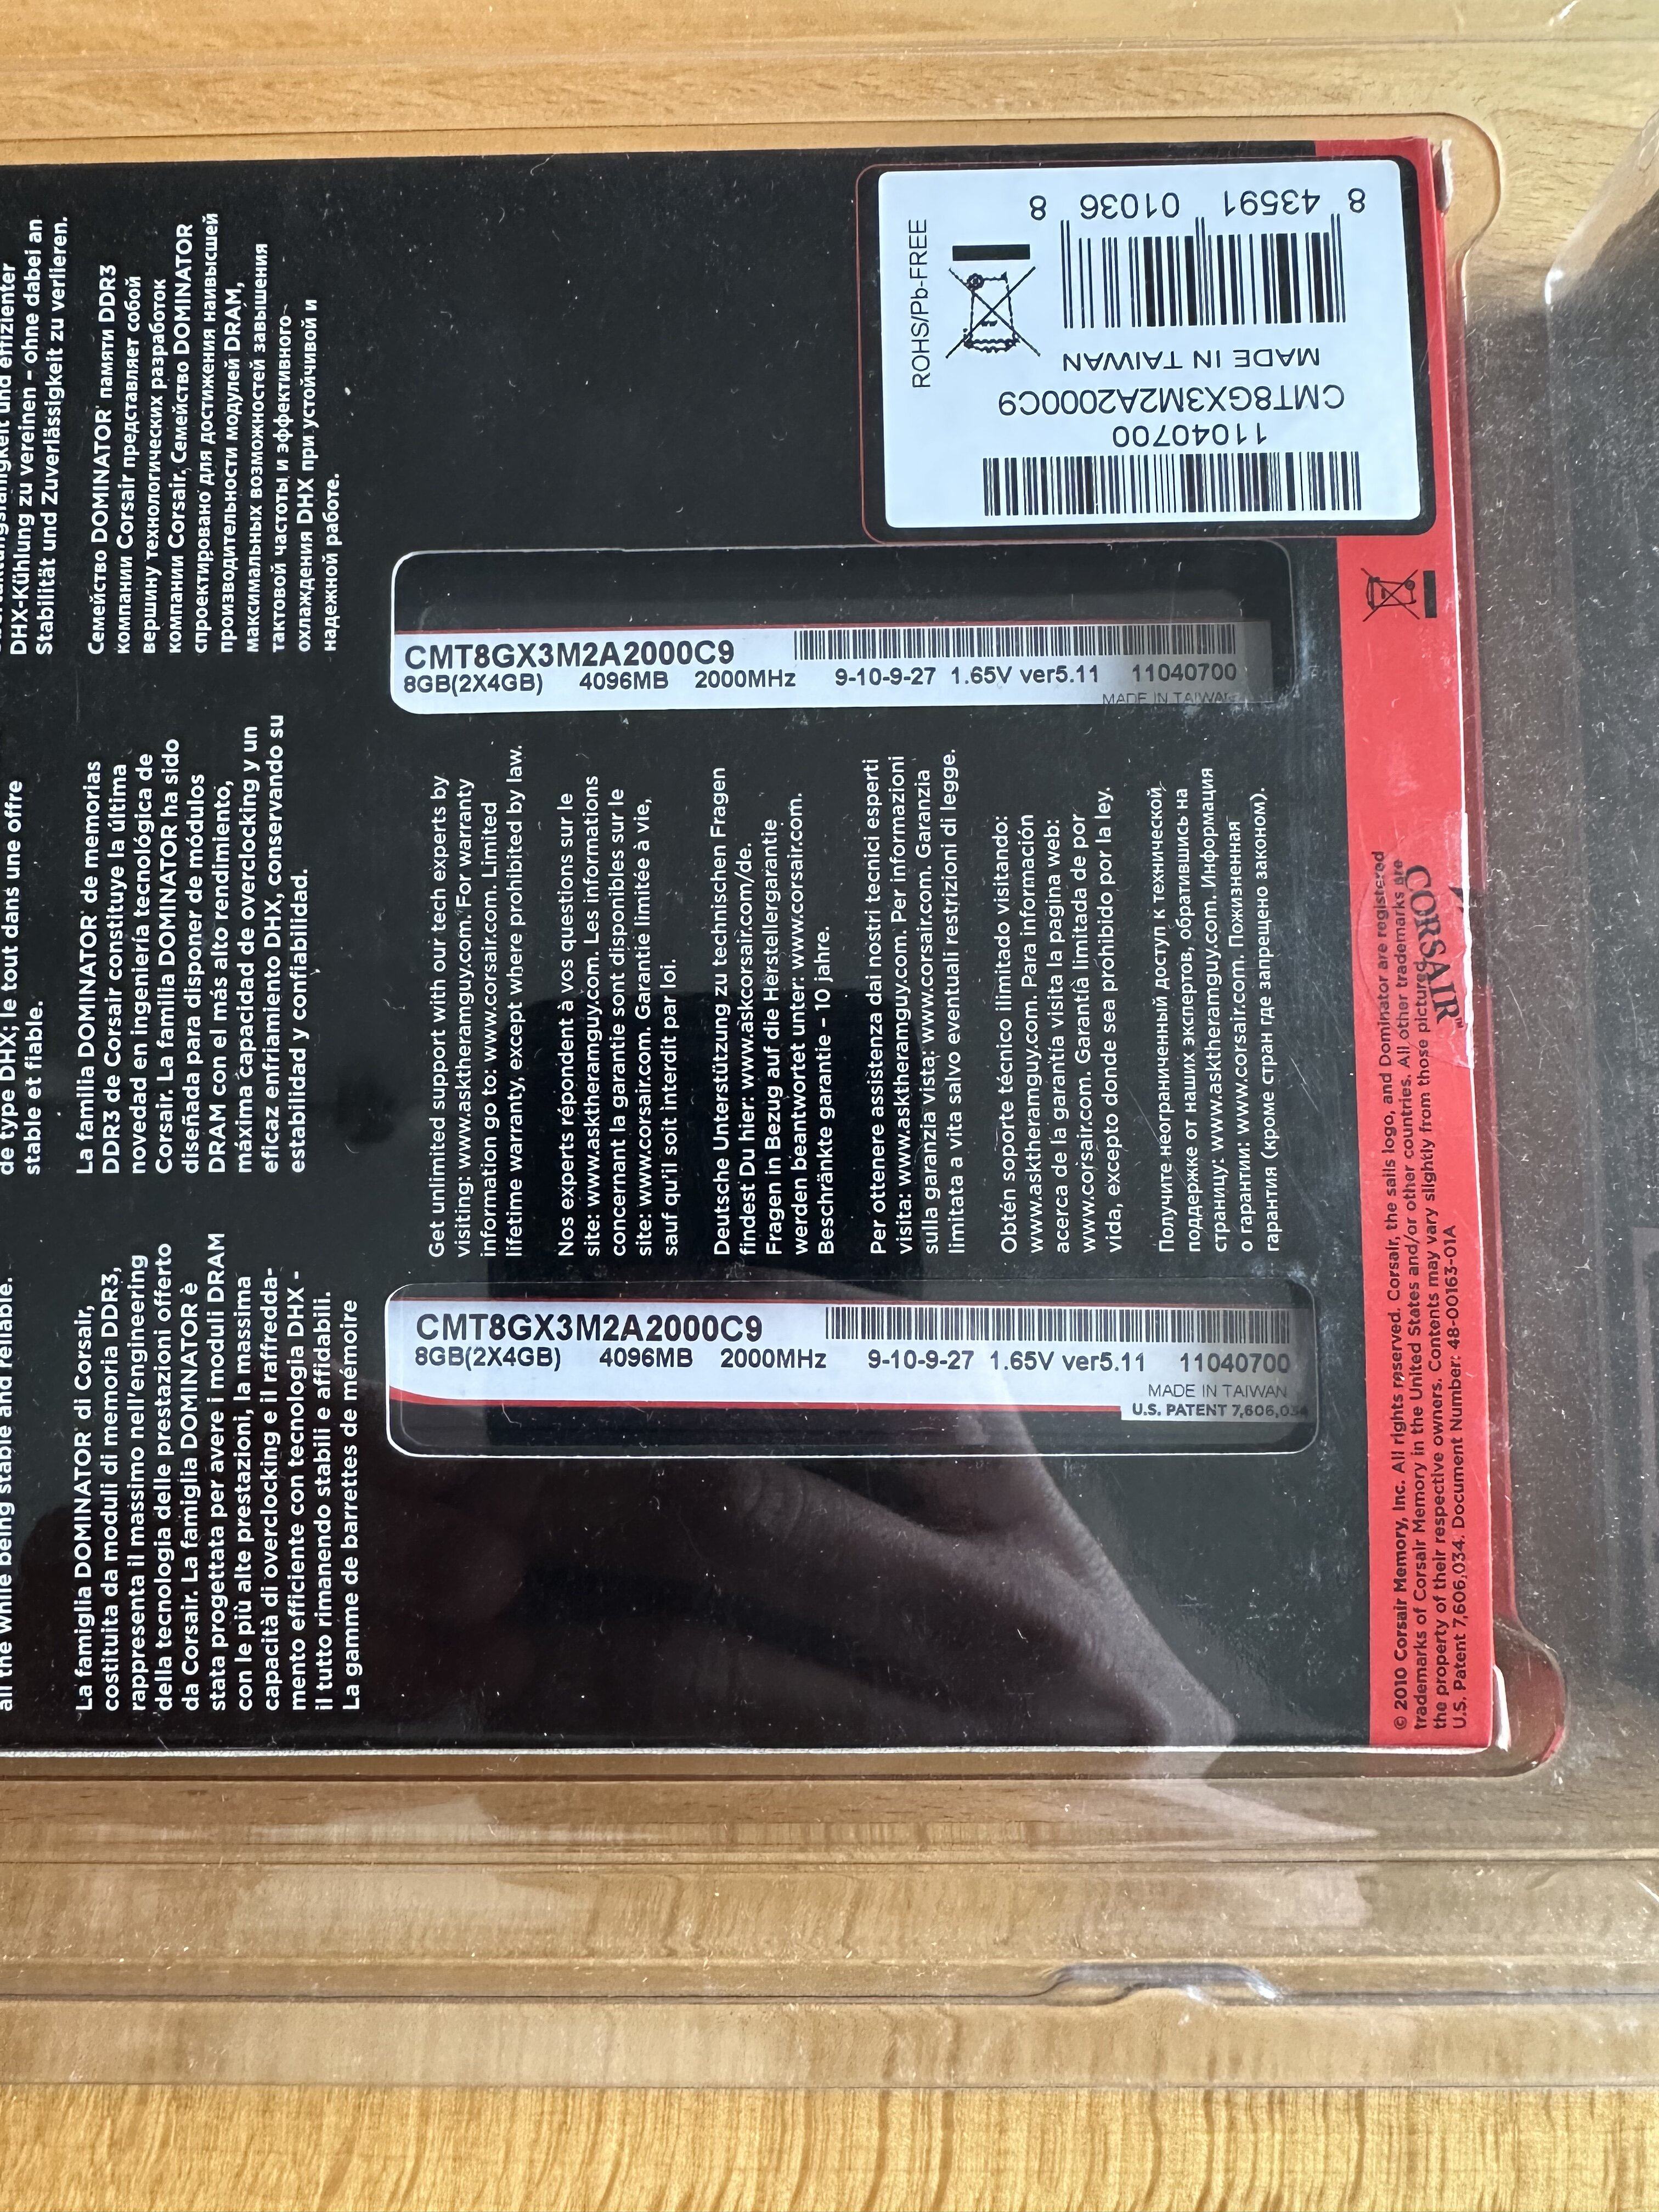 all the while being stable and reliable.
La famiglia DOMINATOR® di Corsair,
costituita da moduli di memoria DDR3,
rappresenta il massimo nell'engineering
della tecnologia delle prestazioni offerto
da Corsair. La famiglia DOMINATOR è
stata progettata per avere i moduli DRAM
con le più alte prestazioni, la massima
capacità di overclocking e il raffredda-
mento efficiente con tecnologia DHX -
il tutto rimanendo stabili e affidabili.
La gamme de barrettes de mémoire
de type DHX; le tout dans une offre
stable et fiable.
La familia DOMINATOR® de memorias
DDR3 de Corsair constituye la última
novedad en ingeniería tecnológica de
Corsair. La familia DOMINATOR ha sido
diseñada para disponer de módulos
DRAM con el más alto rendimiento,
máxima capacidad de overclocking y un
eficaz enfriamiento DHX, conservando su
estabilidad y confiabilidad.
und effizienter
DHX-Kühlung zu vereinen - ohne dabei an
Stabilität und Zuverlässigkeit zu verlieren.
Семейство DOMINATOR® памяти DDR3
компании Corsair представляет собой
вершину технологических разработок
компании Corsair. Семейство DOMINATOR
спроектировано для достижения наивысшей
производительности модулей DRAM,
максимальных возможностей завышения
тактовой частоты и эффективного
охлаждения DHX при устойчивой и
надежной работе.
CMT8GX3M2A2000C9
8GB(2X4GB) 4096MB 2000MHz 9-10-9-27 1.65V ver5.11 11040700
MADE IN TAIWAN
Get unlimited support with our tech experts by
visiting: www.asktheramguy.com. For warranty
information go to: www.corsair.com. Limited
lifetime warranty, except where prohibited by law.
Nos experts répondent à vos questions sur le
site: www.asktheramguy.com. Les informations
concernant la garantie sont disponibles sur le
site: www.corsair.com. Garantie limitée à vie,
sauf qu'il soit interdit par loi.
Deutsche Unterstützung zu technischen Fragen
findest Du hier: www.askcorsair.com/de.
Fragen in Bezug auf die Herstellergarantie
werden beantwortet unter: www.corsair.com.
Beschränkte garantie - 10 jahre.
Per ottenere assistenza dai nostri tecnici esperti
visita: www.asktheramguy.com. Per informazioni
sulla garanzia vista: www.corsair.com. Garanzia
limitata a vita salvo eventuali restrizioni di legge.
Obtén soporte técnico ilimitado visitando:
www.asktheramguy.com. Para información
acerca de la garantía visita la pagina web:
www.corsair.com. Garantía limitada de por
vida, excepto donde sea prohibido por la ley.
Получите неограниченный доступ к технической
поддержке от наших экспертов, обратившись на
страницу: www.asktheramguy.com. Информация
о гарантии: www.corsair.com. Пожизненная
гарантия (кроме стран где запрещено законом).
CMT8GX3M2A2000C9
8GB(2X4GB) 4096MB 2000MHz 9-10-9-27 1.65V ver5.11 11040700
MADE IN TAIWAN
U.S. PATENT 7,606,034
11040700
CMT8GX3M2A2000C9
MADE IN TAIWAN
8 43591 01036 8
ROHS/Pb-FREE
© 2010 Corsair Memory, Inc. All rights reserved. Corsair, the sails logo, and Dominator are registered
trademarks of Corsair Memory in the United States and/or other countries. All other trademarks are
the property of their respective owners. Contents may vary slightly from those pictured.
U.S. Patent 7,606,034. Document Number: 48-00163-01A
CORSAIR™